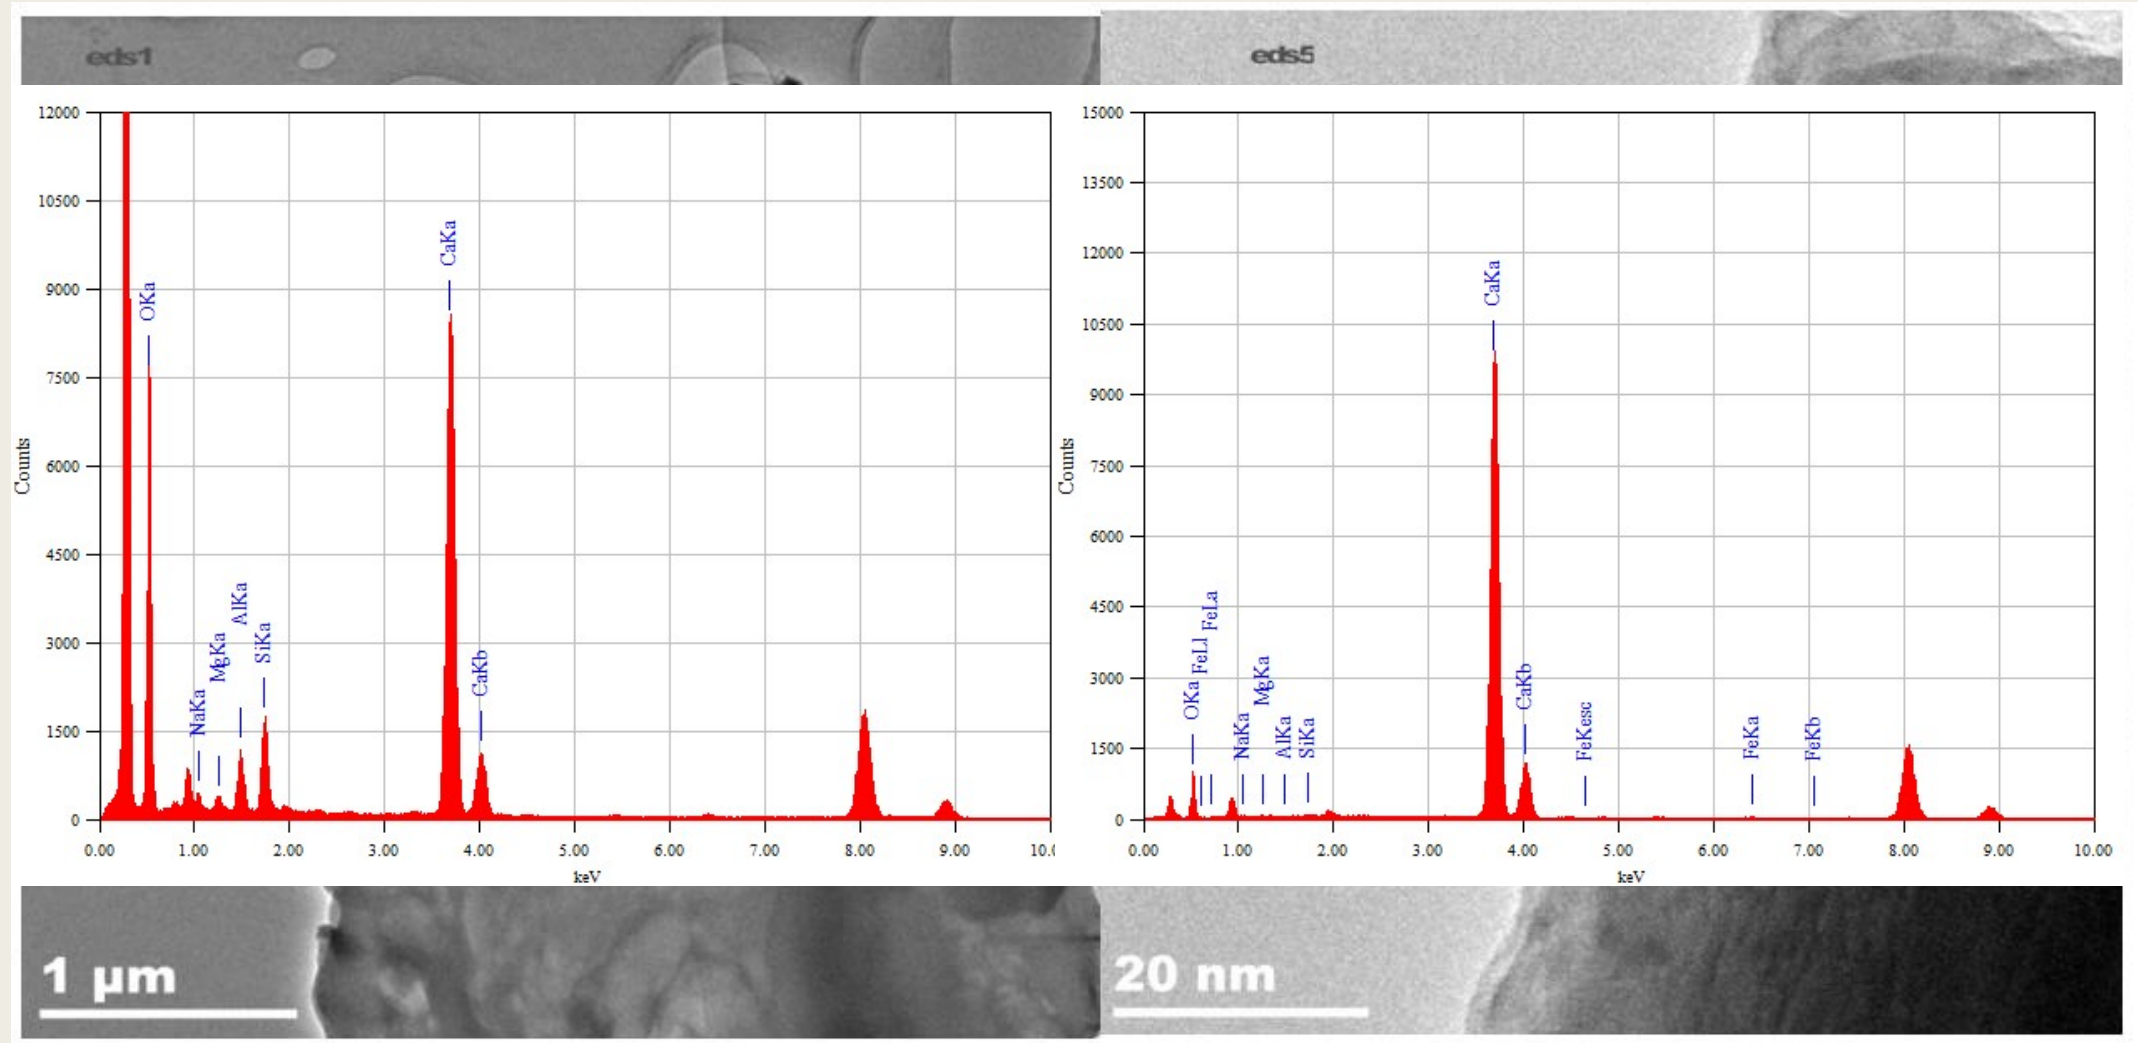 eds1
eds5
12000
10500
9000
7500
6000
4500
3000
1500
0
Counts
OKa
NaKa
MgKa
AlKa
SiKa
CaKa
CaKb
0.00 1.00 2.00 3.00 4.00 5.00 6.00 7.00 8.00 9.00 10.0
keV
15000
13500
12000
10500
9000
7500
6000
4500
3000
1500
0
Counts
OKa
FeLl
FeLa
NaKa
MgKa
AlKa
SiKa
CaKa
CaKb
FeKesc
FeKa
FeKb
0.00 1.00 2.00 3.00 4.00 5.00 6.00 7.00 8.00 9.00 10.00
keV
1 µm
20 nm